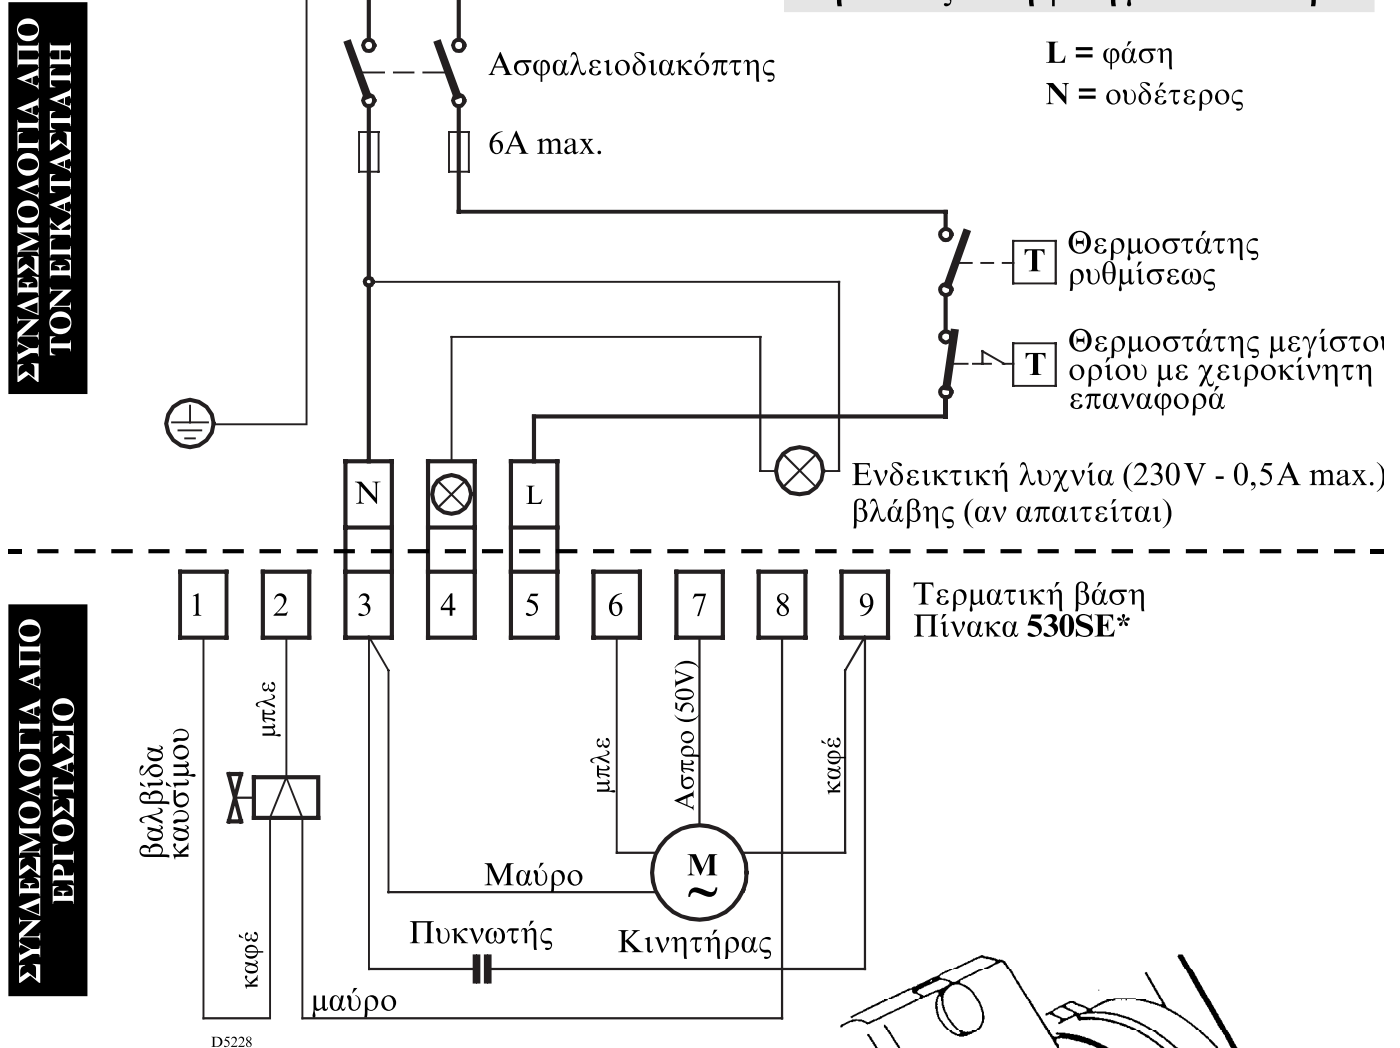 ΣΥΝΔΕΣΜΟΛΟΓΙΑ ΑΠΟ
ΤΟΝ ΕΓΚΑΤΑΣΤΑΤΗ
Ασφαλειοδιακόπτης
6A max.
L = φάση
N = ουδέτερος
T
Θερμοστάτης
ρυθμίσεως
T
Θερμοστάτης μεγίστου
ορίου με χειροκίνητη
επαναφορά
N
L
Ενδεικτική λυχνία (230V - 0,5A max.)
βλάβης (αν απαιτείται)
1
2
3
4
5
6
7
8
9
Τερματική βάση
Πίνακα 530SE*
ΣΥΝΔΕΣΜΟΛΟΓΙΑ ΑΠΟ
ΕΡΓΟΣΤΑΣΙΟ
βαλβίδα
καυσίμου
μπλε
μπλε
Ασπρο (50V)
καφέ
M
~
Μαύρο
Πυκνωτής
Κινητήρας
καφέ
μαύρο
D5228